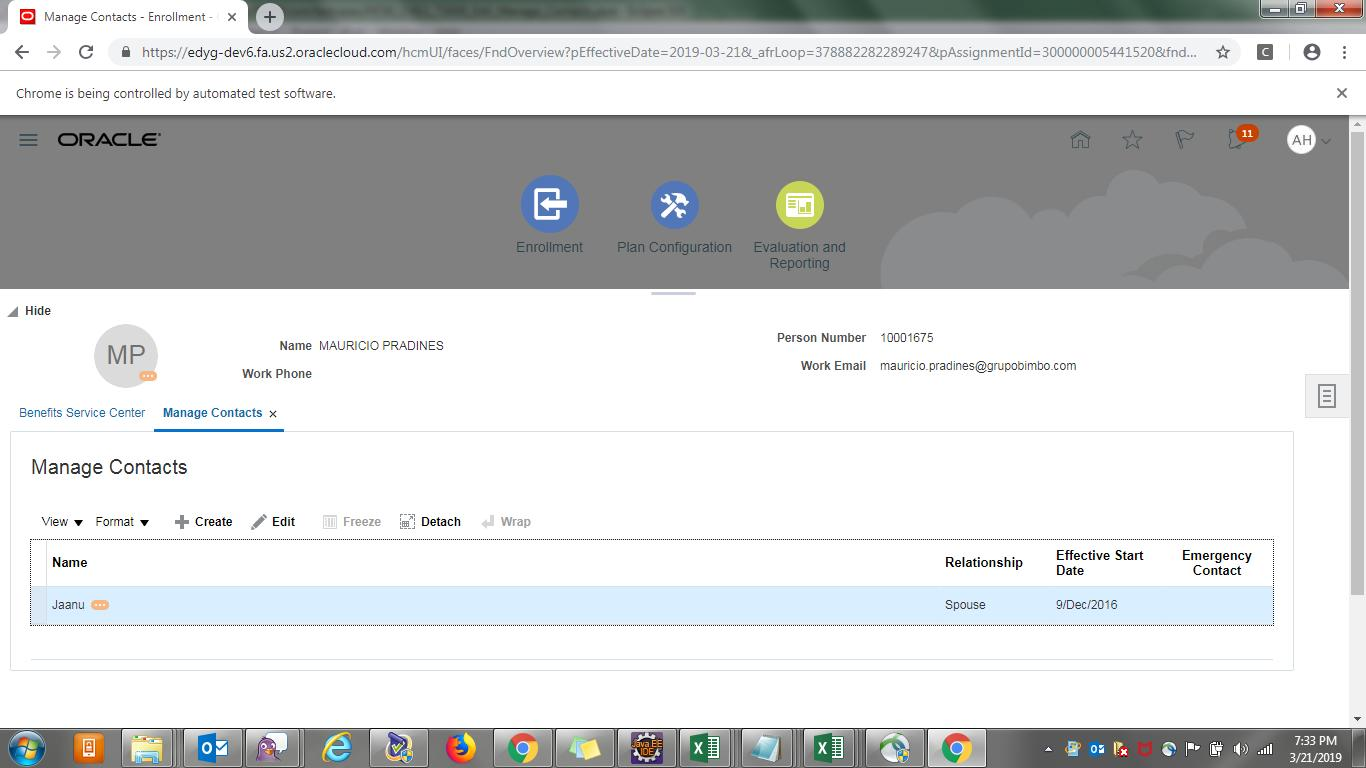 Manage Contacts - Enrollment -
https://edyg-dev6.fa.us2.oraclecloud.com/hcmUI/faces/FndOverview?pEffectiveDate=2019-03-21&_afrLoop=378882282289247&pAssignmentId=300000005441520&fnd...
C
Chrome is being controlled by automated test software.
ORACLE
11
AH
Enrollment
Plan Configuration
Evaluation and
Reporting
Hide
MP
Name MAURICIO PRADINES
Work Phone
Person Number 10001675
Work Email mauricio.pradines@grupobimbo.com
Benefits Service Center Manage Contacts
Manage Contacts
View Format Create Edit Freeze Detach Wrap
Name Relationship Effective Start Date Emergency Contact
Jaanu Spouse 9/Dec/2016
Java EE
IDE
7:33 PM
3/21/2019